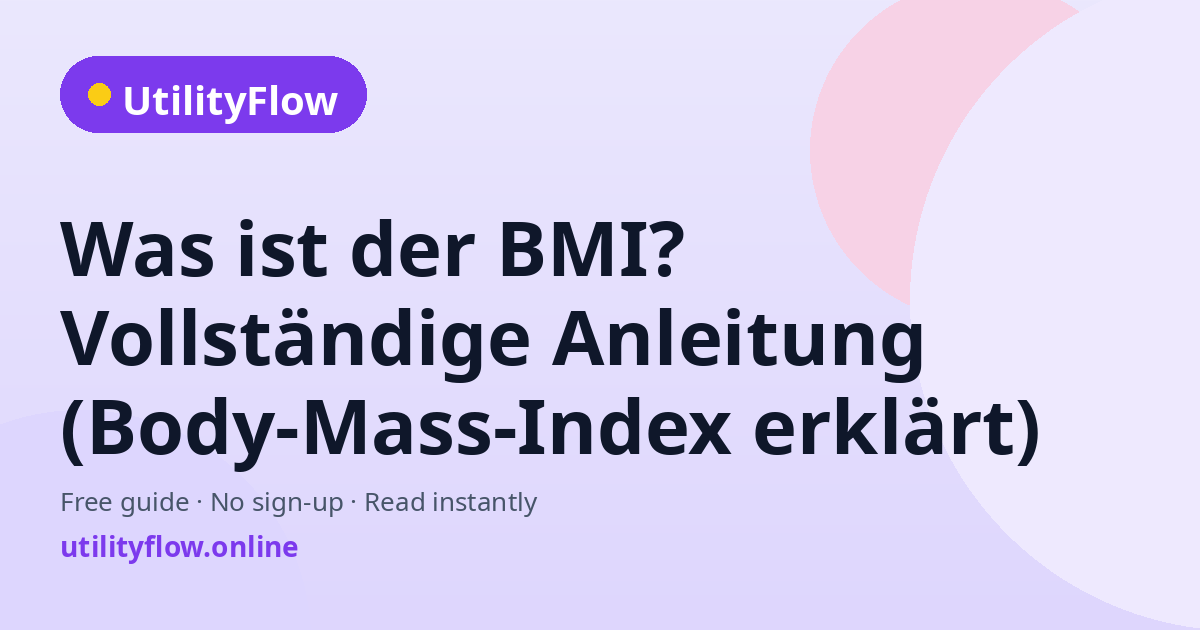 UtilityFlow
Was ist der BMI?
Vollständige Anleitung
(Body-Mass-Index erklärt)
Free guide · No sign-up · Read instantly
utilityflow.online